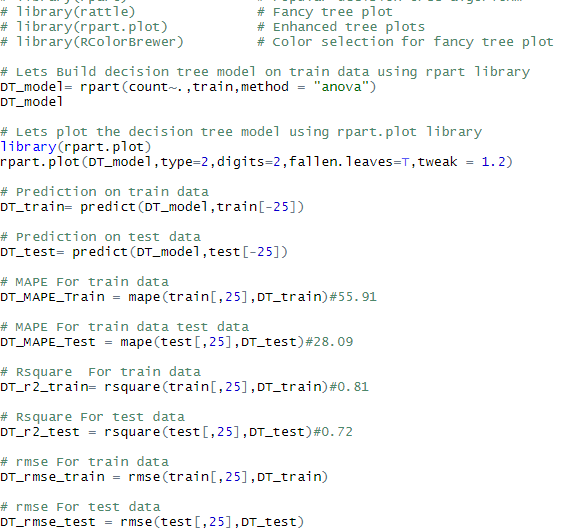 # library(rattle) # Fancy tree plot
# library(rpart.plot) # Enhanced tree plots
# library(RColorBrewer) # Color selection for fancy tree plot
# Lets Build decision tree model on train data using rpart library
DT_model= rpart(count~.,train,method = "anova")
DT_model
# Lets plot the decision tree model using rpart.plot library
library(rpart.plot)
rpart.plot(DT_model,type=2,digits=2,fallen.leaves=T,tweak = 1.2)
# Prediction on train data
DT_train= predict(DT_model,train[-25])
# Prediction on test data
DT_test= predict(DT_model,test[-25])
# MAPE For train data
DT_MAPE_Train = mape(train[,25],DT_train)#55.91
# MAPE For train data test data
DT_MAPE_Test = mape(test[,25],DT_test)#28.09
# Rsquare  For train data
DT_r2_train= rsquare(train[,25],DT_train)#0.81
# Rsquare For test data
DT_r2_test = rsquare(test[,25],DT_test)#0.72
# rmse For train data
DT_rmse_train = rmse(train[,25],DT_train)
# rmse For test data
DT_rmse_test = rmse(test[,25],DT_test)